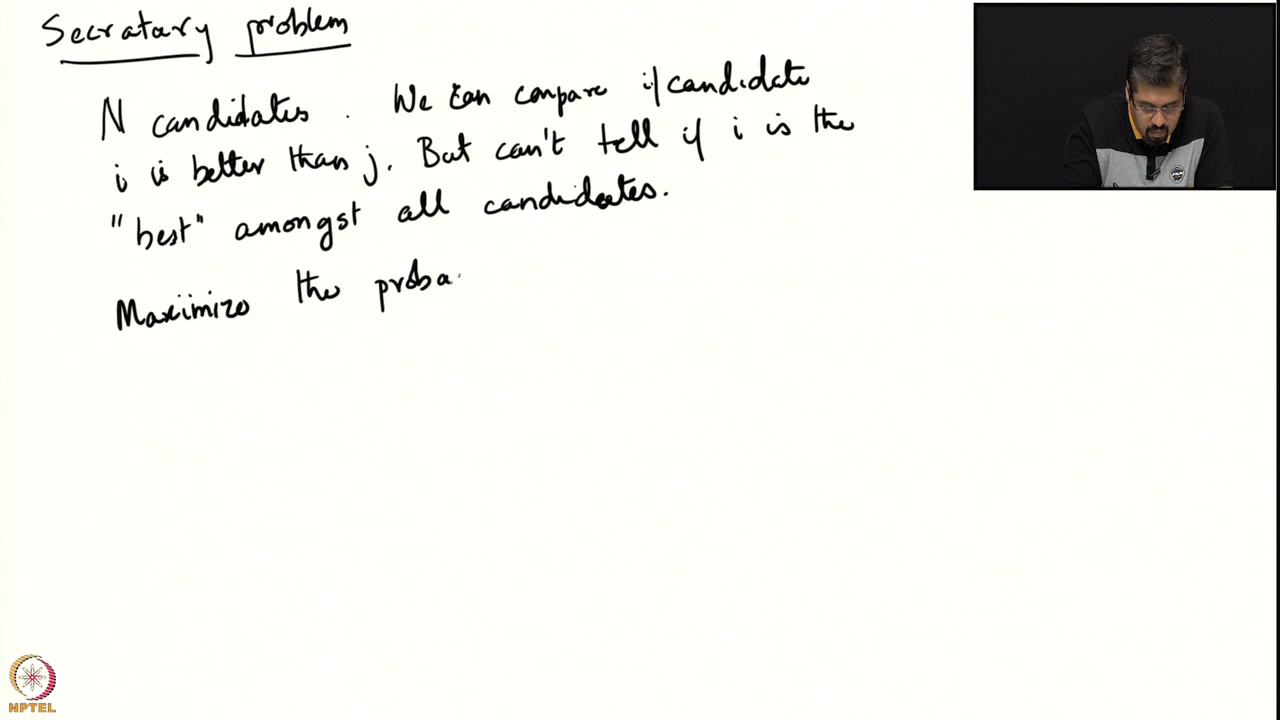 Secratary problem
N candidates. We can compare if candidate
i is better than j. But can't tell if i is the
"best" amongst all candidates.
Maximize the proba
NPTEL